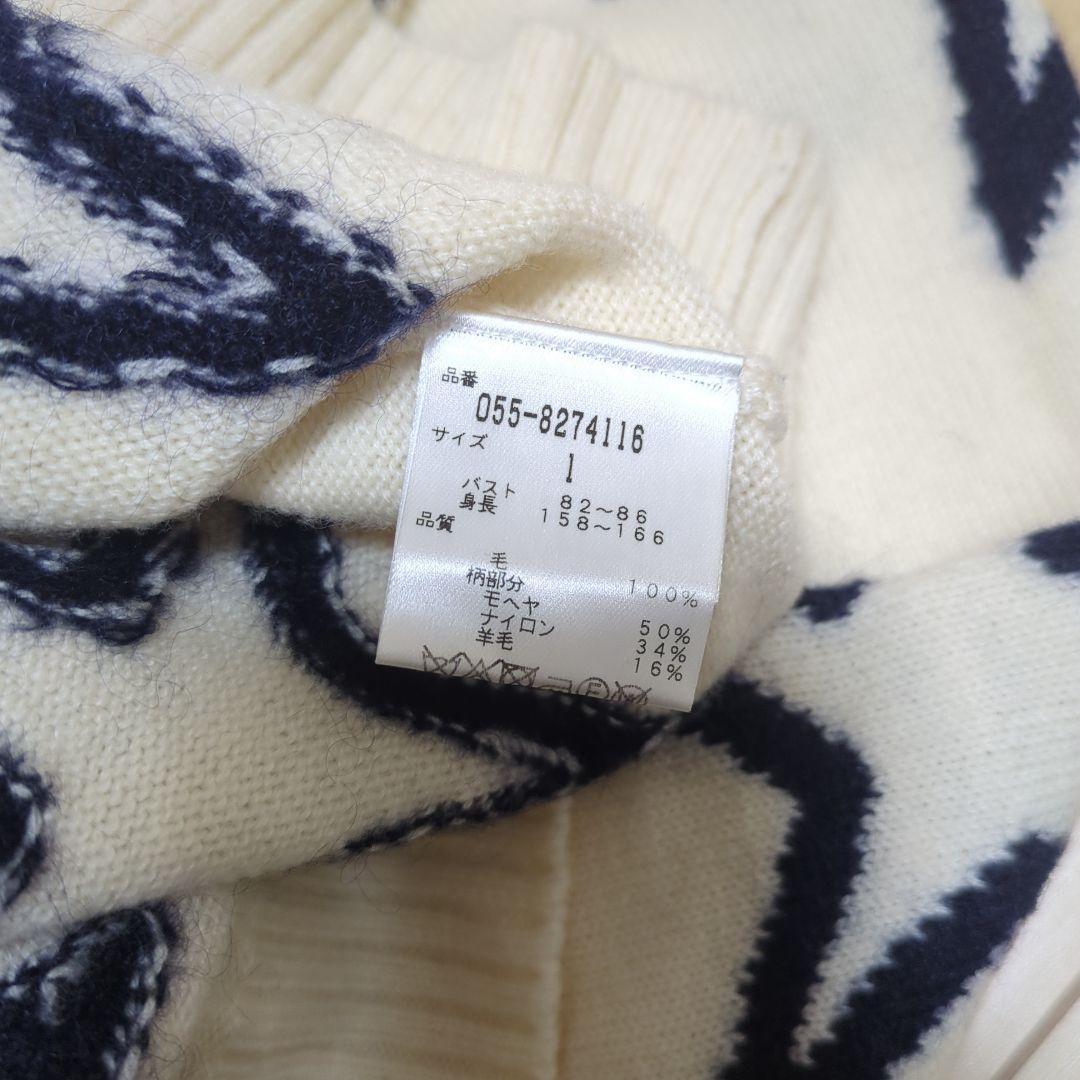 品番
055-8274116
サイズ
1
バスト 82～86
身長 158～166
品質
毛 100%
柄部分
モヘヤ 50%
ナイロン 34%
羊毛 16%
F